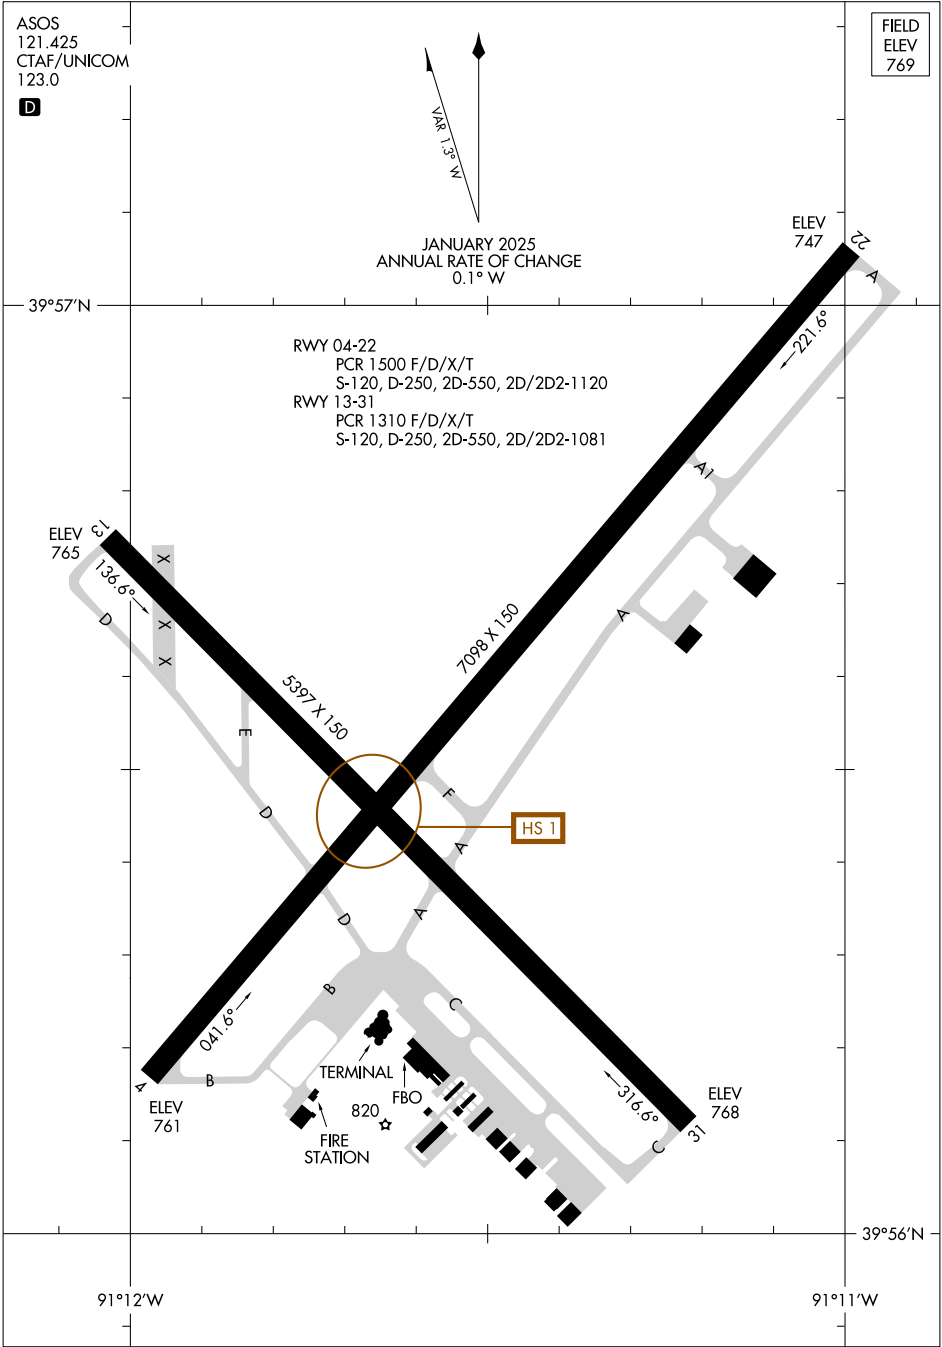 ASOS
121.425
CTAF/UNICOM
123.0
D
FIELD
ELEV
769
VAR 1.3° W
JANUARY 2025
ANNUAL RATE OF CHANGE
0.1° W
ELEV
747
22
A
39°57'N
221.6°
RWY 04-22
PCR 1500 F/D/X/T
S-120, D-250, 2D-550, 2D/2D2-1120
RWY 13-31
PCR 1310 F/D/X/T
S-120, D-250, 2D-550, 2D/2D2-1081
A1
ELEV
765
13
X
136.6°
D
X
X
A
7098 X 150
5397 X 150
E
D
F
HS 1
A
D
A
B
C
041.6°
TERMINAL
FBO
B
4
ELEV
761
820
FIRE
STATION
316.6°
ELEV
768
31
C
39°56'N
91°12'W
91°11'W